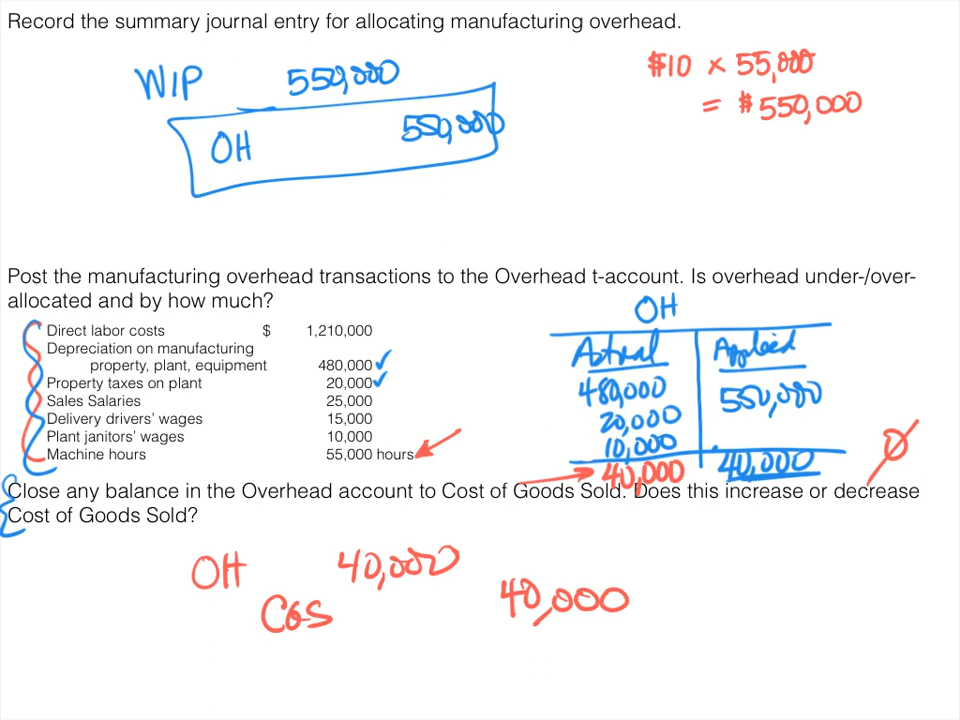 Record the summary journal entry for allocating manufacturing overhead.
WIP 550,000
$10 × 55,000
= $550,000
OH 550,000
Post the manufacturing overhead transactions to the Overhead t-account. Is overhead under-/over-
allocated and by how much?
OH
Direct labor costs $ 1,210,000
Depreciation on manufacturing
property, plant, equipment 480,000 ✓
Property taxes on plant 20,000 ✓
Sales Salaries 25,000
Delivery drivers' wages 15,000
Plant janitors' wages 10,000
Machine hours 55,000 hours
Actual Applied
480,000 550,000
20,000
10,000
40,000 40,000
0
Close any balance in the Overhead account to Cost of Goods Sold. Does this increase or decrease
Cost of Goods Sold?
OH 40,000
CGS 40,000